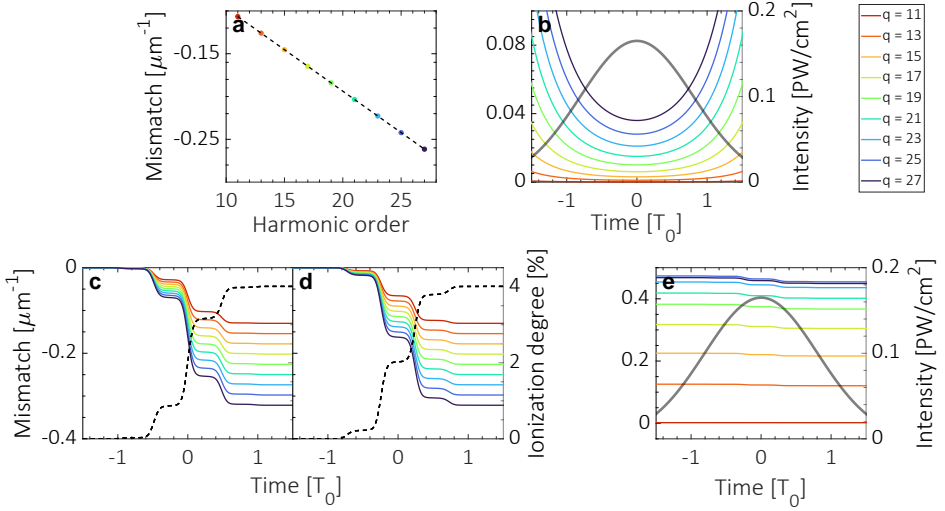 a
Mismatch [μm⁻¹]
-0.15
-0.25
10 15 20 25
Harmonic order
b
0.08
0.04
0
0.2
0.1
0
Intensity [PW/cm²]
-1 0 1
Time [T₀]
q = 11
q = 13
q = 15
q = 17
q = 19
q = 21
q = 23
q = 25
q = 27
c
Mismatch [μm⁻¹]
0
-0.2
-0.4
-1 0 1
Time [T₀]
d
4
2
0
Ionization degree [%]
-1 0 1
e
0.4
0.2
0
0.2
0.1
0
Intensity [PW/cm²]
-1 0 1
Time [T₀]